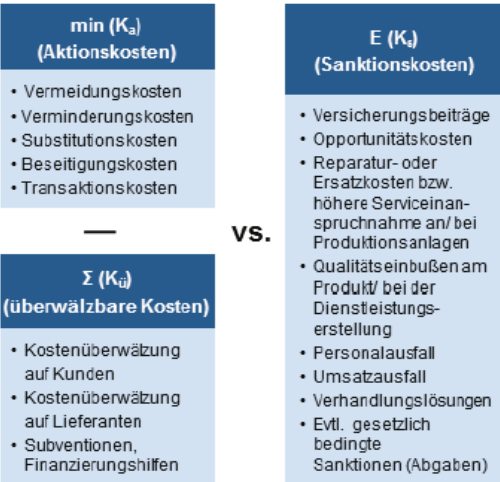 min (Kₐ)
(Aktionskosten)
• Vermeidungskosten
• Verminderungskosten
• Substitutionskosten
• Beseitigungskosten
• Transaktionskosten
—
Σ (Kü)
(überwälzbare Kosten)
• Kostenüberwälzung
auf Kunden
• Kostenüberwälzung
auf Lieferanten
• Subventionen,
Finanzierungshilfen
vs.
E (Kₛ)
(Sanktionskosten)
• Versicherungsbeiträge
• Opportunitätskosten
• Reparatur- oder
Ersatzkosten bzw.
höhere Serviceinan-
spruchnahme an/ bei
Produktionsanlagen
• Qualitätseinbußen am
Produkt/ bei der
Dienstleistungs-
erstellung
• Personalausfall
• Umsatzausfall
• Verhandlungslösungen
• Evtl. gesetzlich
bedingte
Sanktionen (Abgaben)